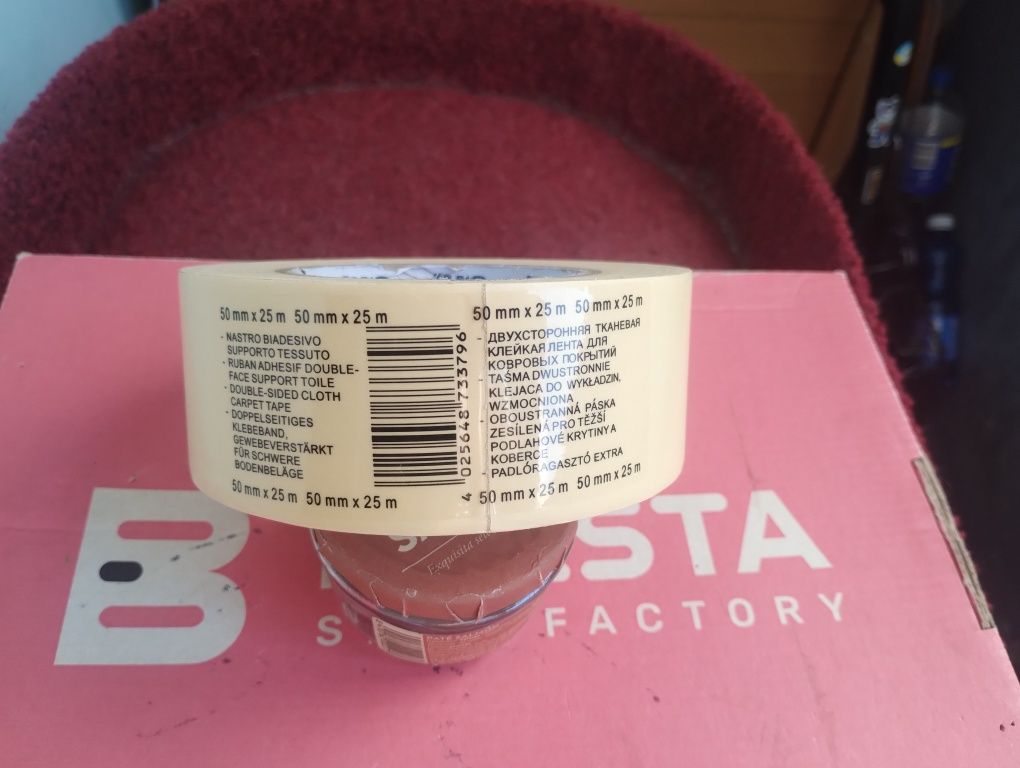 50 mm x 25 m 50 mm x 25 m
- NASTRO BIADESIVO
SUPPORTO TESSUTO
- RUBAN ADHESIF DOUBLE-
FACE SUPPORT TOILE
- DOUBLE-SIDED CLOTH
CARPET TAPE
- DOPPELSEITIGES
KLEBEBAND,
GEWEBEVERSTÄRKT
FÜR SCHWERE
BODENBELÄGE
50 mm x 25 m 50 mm x 25 m
4 025648 733796
50 mm x 25 m 50 mm x 25 m
- ДВУХСТОРОННЯЯ ТКАНЕВАЯ
КЛЕЙКАЯ ЛЕНТА ДЛЯ
КОВРОВЫХ ПОКРЫТИЙ
- TAŚMA DWUSTRONNIE
KLEJACA DO WYKŁADZIN,
WZMOCNIONA
- OBOUSTRANNÁ PÁSKA
ZESÍLENÁ PRO TĚŽŠÍ
PODLAHOVÉ KRYTINY A
KOBERCE
- PADLÓRAGASZTÓ EXTRA
50 mm x 25 m 50 mm x 25 m
Exquisita
B
STA
FACTORY